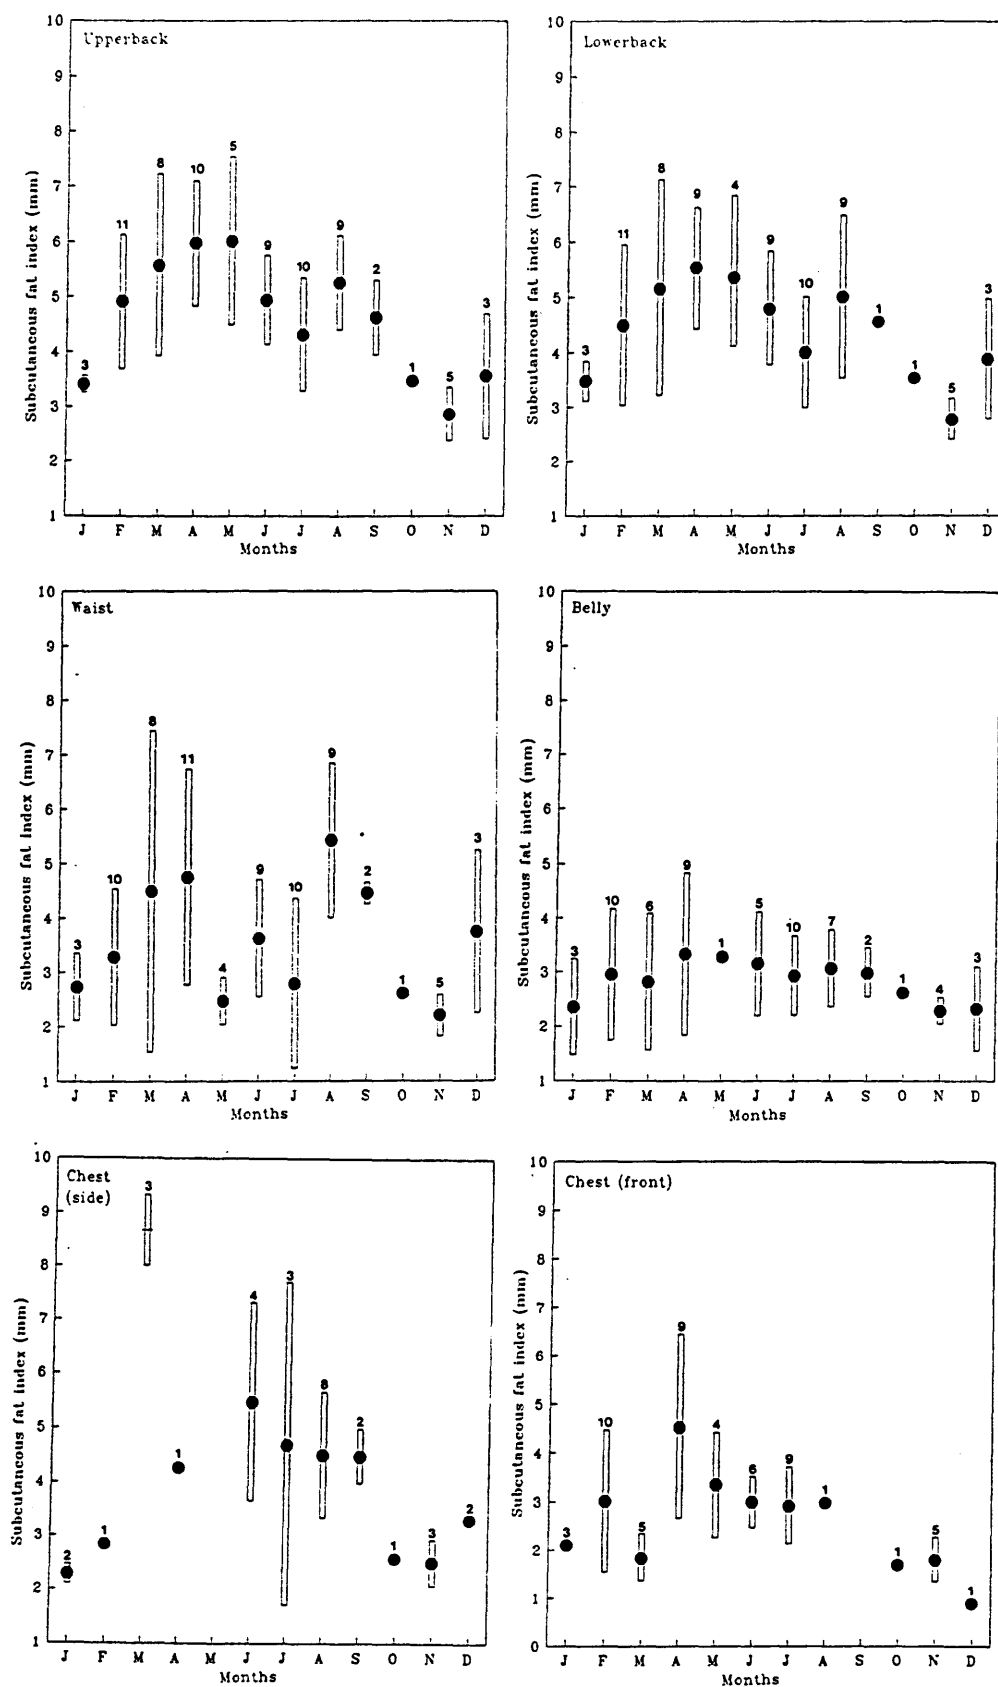 Upperback
10
9
8
7
6
5
4
3
2
1
Subcutaneous fat index (mm)
3 11 8 10 5 9 10 9 2 1 5 3
J F M A M J J A S O N D
Months
Lowerback
10
9
8
7
6
5
4
3
2
1
Subcutaneous fat index (mm)
3 11 8 9 4 9 10 9 1 1 5 3
J F M A M J J A S O N D
Months
Waist
10
9
8
7
6
5
4
3
2
1
Subcutaneous fat index (mm)
3 10 8 11 4 9 10 9 2 1 5 3
J F M A M J J A S O N D
Months
Belly
10
9
8
7
6
5
4
3
2
1
Subcutaneous fat index (mm)
3 10 6 9 1 5 10 7 2 1 4 3
J F M A M J J A S O N D
Months
Chest
(side)
10
9
8
7
6
5
4
3
2
1
Subcutaneous fat index (mm)
2 1 3 1 4 3 8 2 1 3 2
J F M A M J J A S O N D
Months
Chest (front)
10
9
8
7
6
5
4
3
2
1
0
Subcutaneous fat index (mm)
3 10 5 9 4 6 9 1 1 5 1
J F M A M J J A S O N D
Months